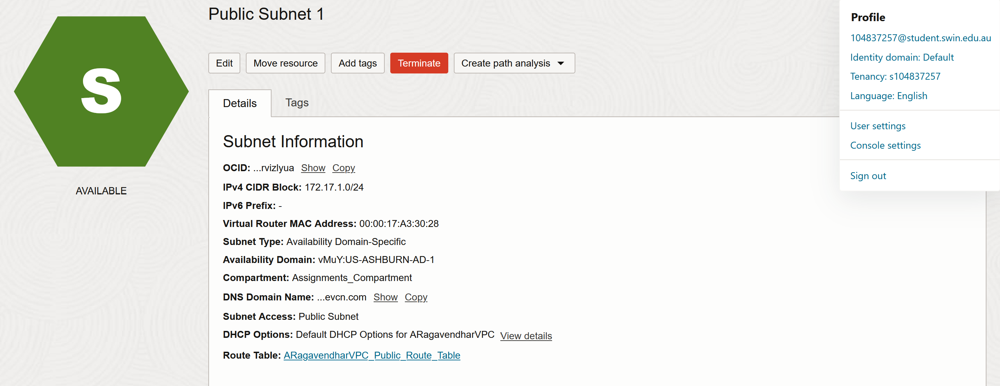 Public Subnet 1
S
AVAILABLE
Edit
Move resource
Add tags
Terminate
Create path analysis
Details
Tags
Subnet Information
OCID: ...rvizlyua Show Copy
IPv4 CIDR Block: 172.17.1.0/24
IPv6 Prefix: -
Virtual Router MAC Address: 00:00:17:A3:30:28
Subnet Type: Availability Domain-Specific
Availability Domain: vMuY:US-ASHBURN-AD-1
Compartment: Assignments_Compartment
DNS Domain Name: ...evcn.com Show Copy
Subnet Access: Public Subnet
DHCP Options: Default DHCP Options for ARagavendharVPC View details
Route Table: ARagavendharVPC_Public_Route_Table
Profile
104837257@student.swin.edu.au
Identity domain: Default
Tenancy: s104837257
Language: English
User settings
Console settings
Sign out